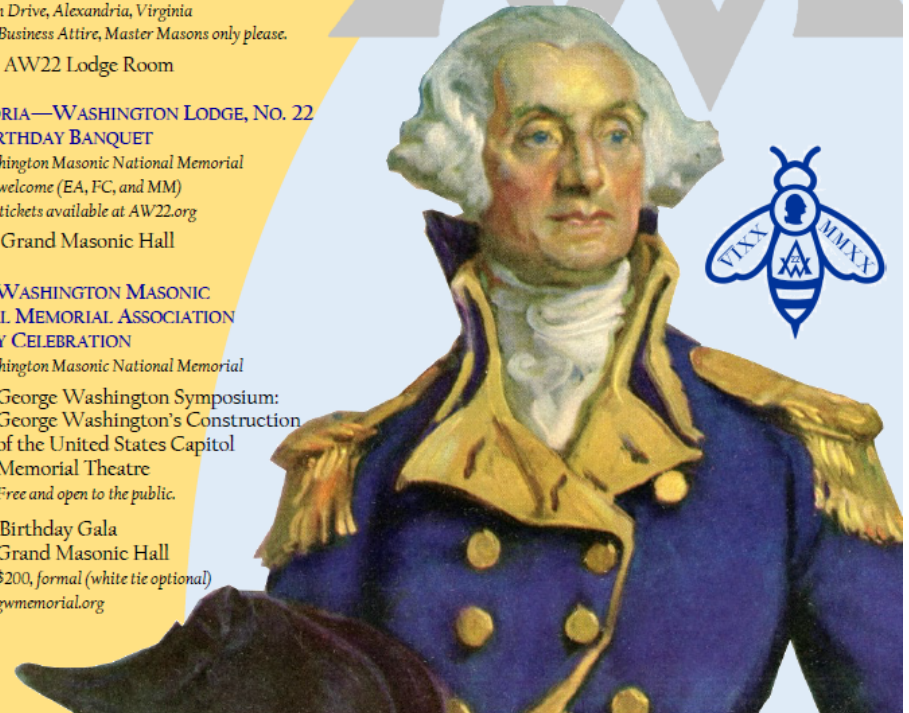 n Drive, Alexandria, Virginia
Business Attire, Master Masons only please.
AW22 Lodge Room
RIA—WASHINGTON LODGE, NO. 22
RTHDAY BANQUET
hington Masonic National Memorial
welcome (EA, FC, and MM)
tickets available at AW22.org
Grand Masonic Hall
WASHINGTON MASONIC
L MEMORIAL ASSOCIATION
Y CELEBRATION
hington Masonic National Memorial
George Washington Symposium:
George Washington's Construction
of the United States Capitol
Memorial Theatre
Free and open to the public.
Birthday Gala
Grand Masonic Hall
$200, formal (white tie optional)
gwmemorial.org
VIXX
MMXX
22
AW